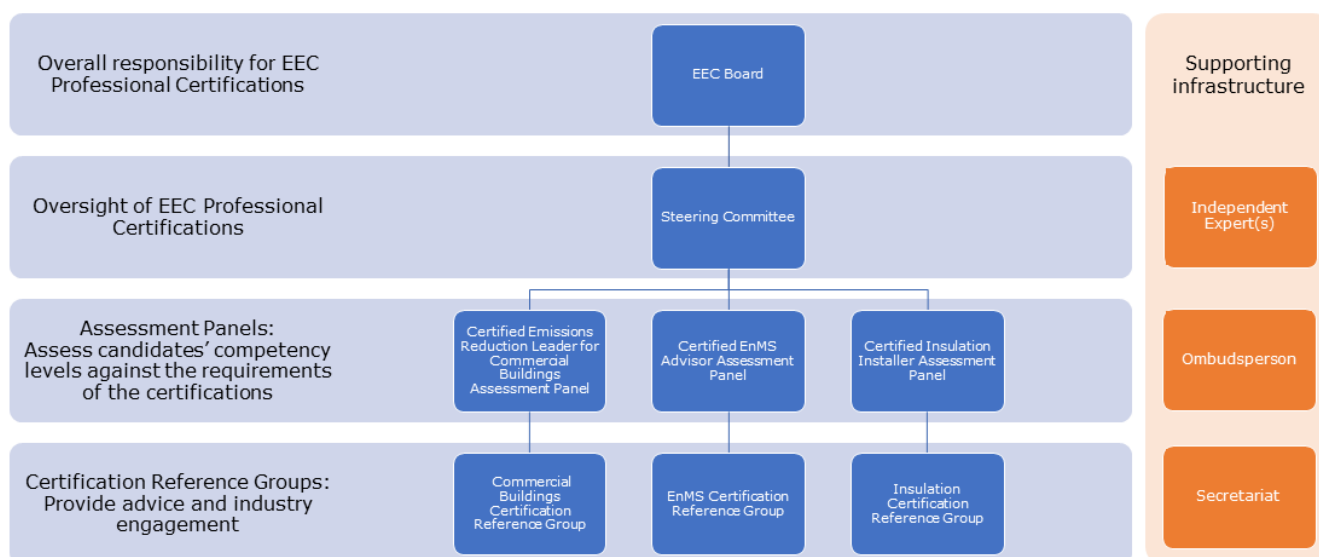 Overall responsibility for EEC
Professional Certifications
EEC Board
Supporting
infrastructure
Oversight of EEC Professional
Certifications
Steering Committee
Independent
Expert(s)
Assessment Panels:
Assess candidates’ competency
levels against the requirements
of the certifications
Certified Emissions
Reduction Leader for
Commercial
Buildings
Assessment Panel
Certified EnMS
Advisor Assessment
Panel
Certified Insulation
Installer Assessment
Panel
Ombudsperson
Certification Reference Groups:
Provide advice and industry
engagement
Commercial
Buildings
Certification
Reference Group
EnMS Certification
Reference Group
Insulation
Certification
Reference Group
Secretariat